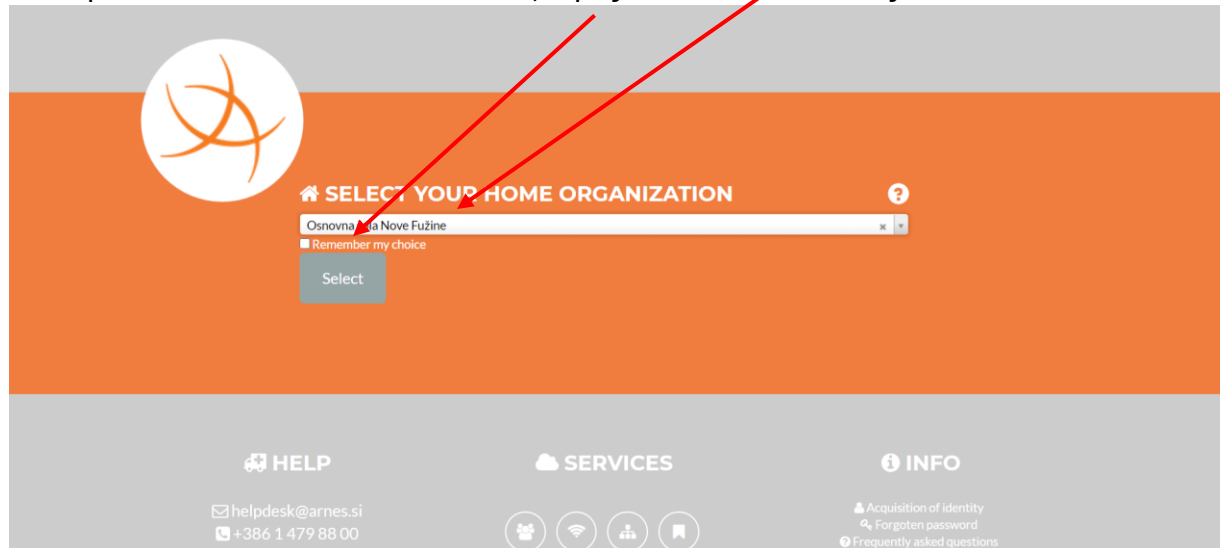 SELECT YOUR HOME ORGANIZATION
Osnovna Nove Fužine
Remember my choice
Select
HELP
helpdesk@arnes.si
+386 1 479 88 00
SERVICES
INFO
Acquisition of identity
Forgoten password
Frequently asked questions